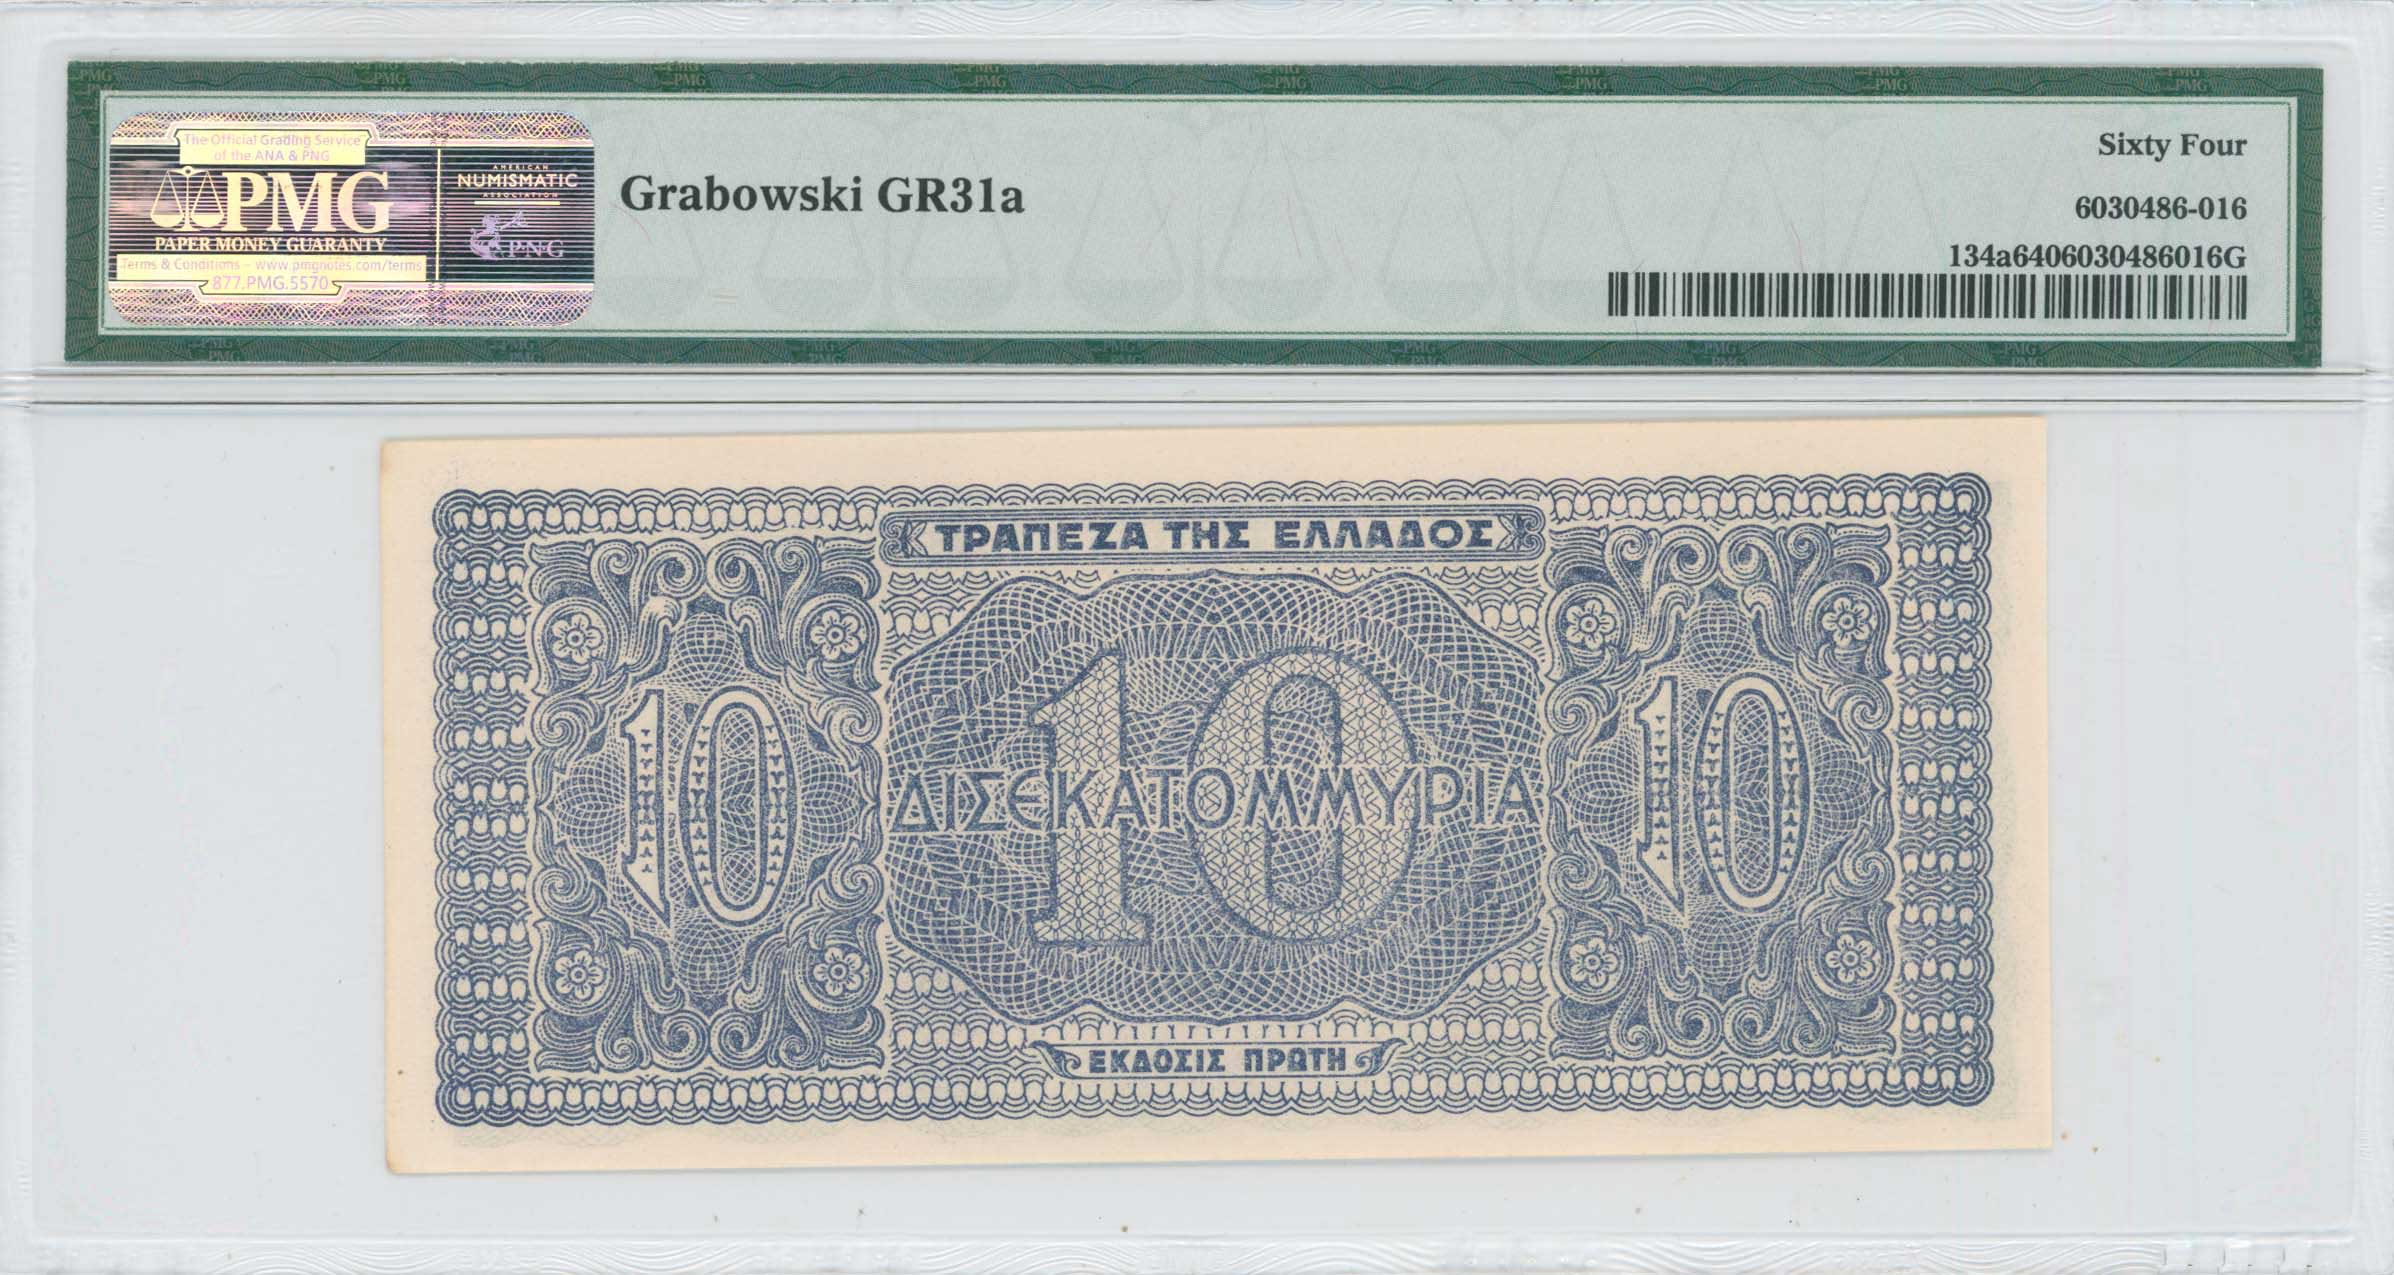 The Official Grading Service
of the ANA & PNG
PMG
PAPER MONEY GUARANTY
Terms & Conditions - www.pmgnotes.com/terms
877.PMG.5570
AMERICAN
NUMISMATIC
ASSOCIATION
P·N·G
Grabowski GR31a
Sixty Four
6030486-016
134a6406030486016G
ΤΡΑΠΕΖΑ ΤΗΣ ΕΛΛΑΔΟΣ
10
10
10
ΔΙΣΕΚΑΤΟΜΜΥΡΙΑ
ΕΚΔΟΣΙΣ ΠΡΩΤΗ